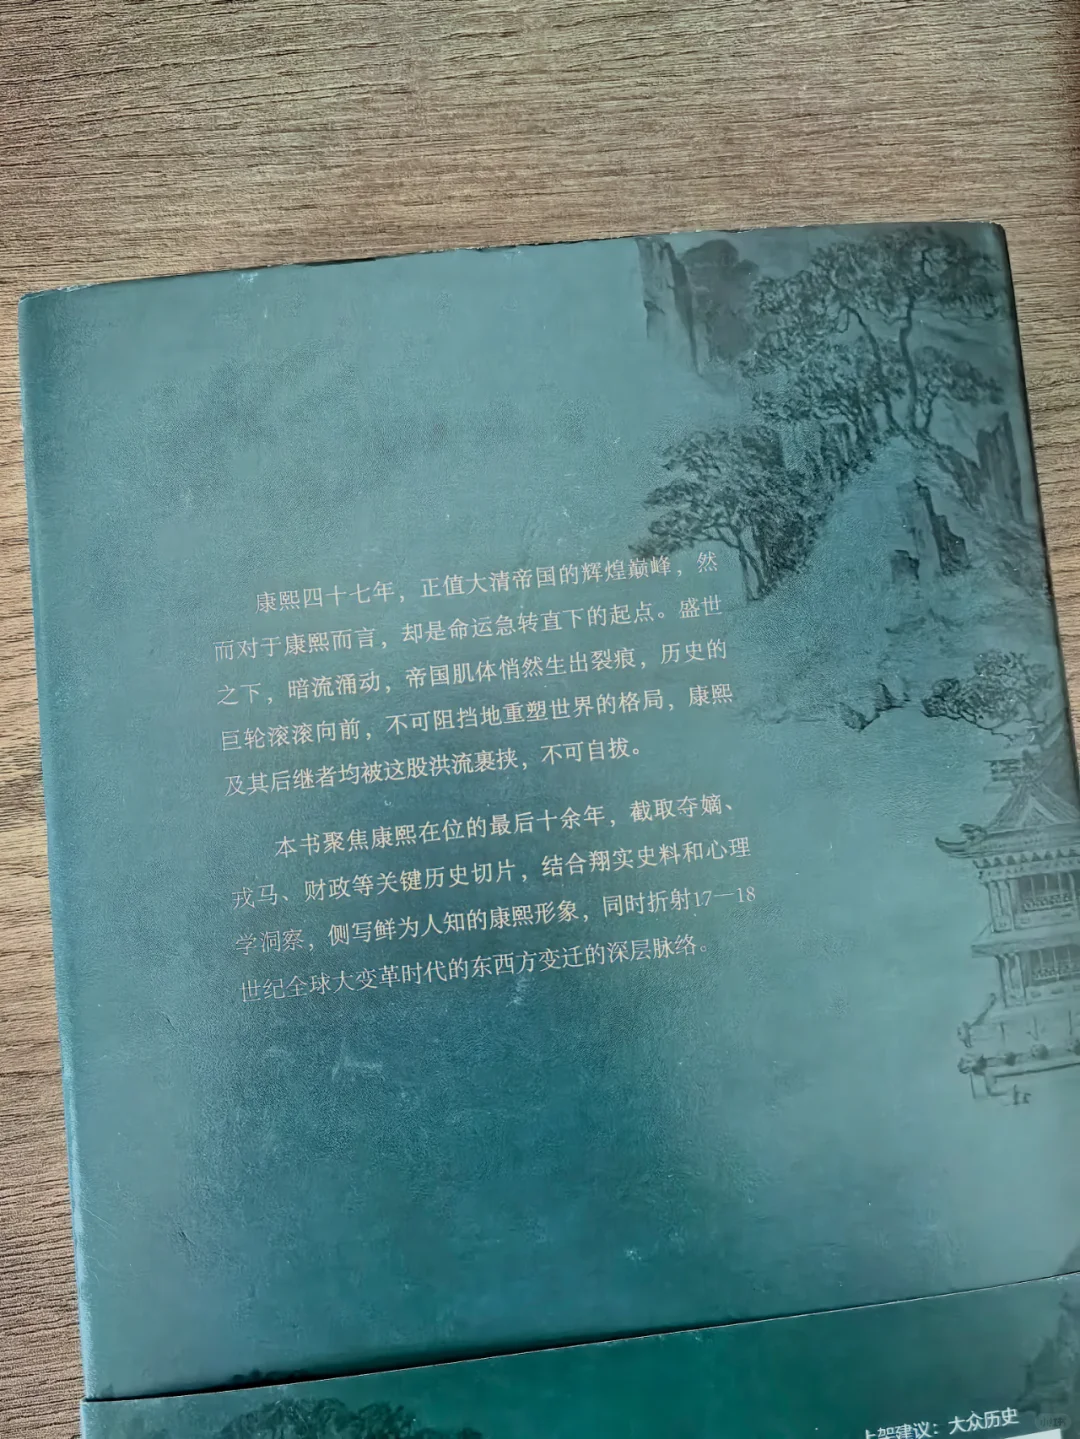 康熙四十七年，正值大清帝国的辉煌巅峰，然
而对于康熙而言，却是命运急转直下的起点。盛世
之下，暗流涌动，帝国肌体悄然生出裂痕，历史的
巨轮滚滚向前，不可阻挡地重塑世界的格局，康熙
及其后继者均被这股洪流裹挟，不可自拔。
本书聚焦康熙在位的最后十余年，截取夺嫡、
戎马、财政等关键历史切片，结合翔实史料和心理
学洞察，侧写鲜为人知的康熙形象，同时折射17—18
世纪全球大变革时代的东西方变迁的深层脉络。
上架建议：大众历史